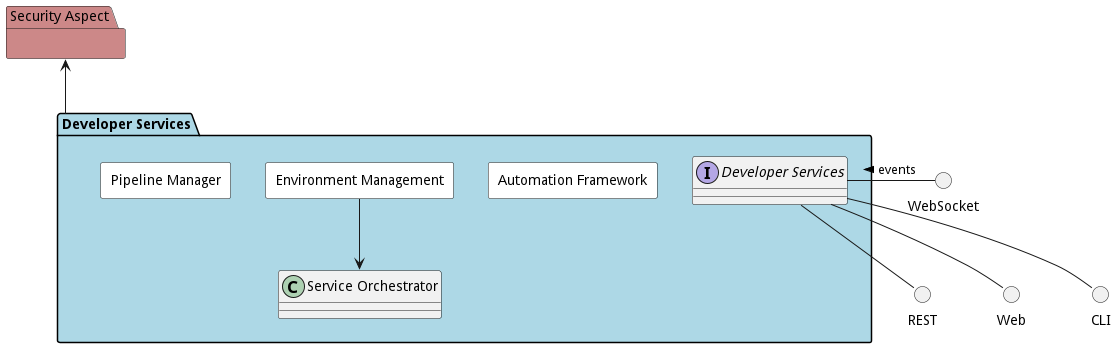 Security Aspect
Developer Services
Pipeline Manager
Environment Management
Automation Framework
I Developer Services
events
WebSocket
C Service Orchestrator
REST
Web
CLI